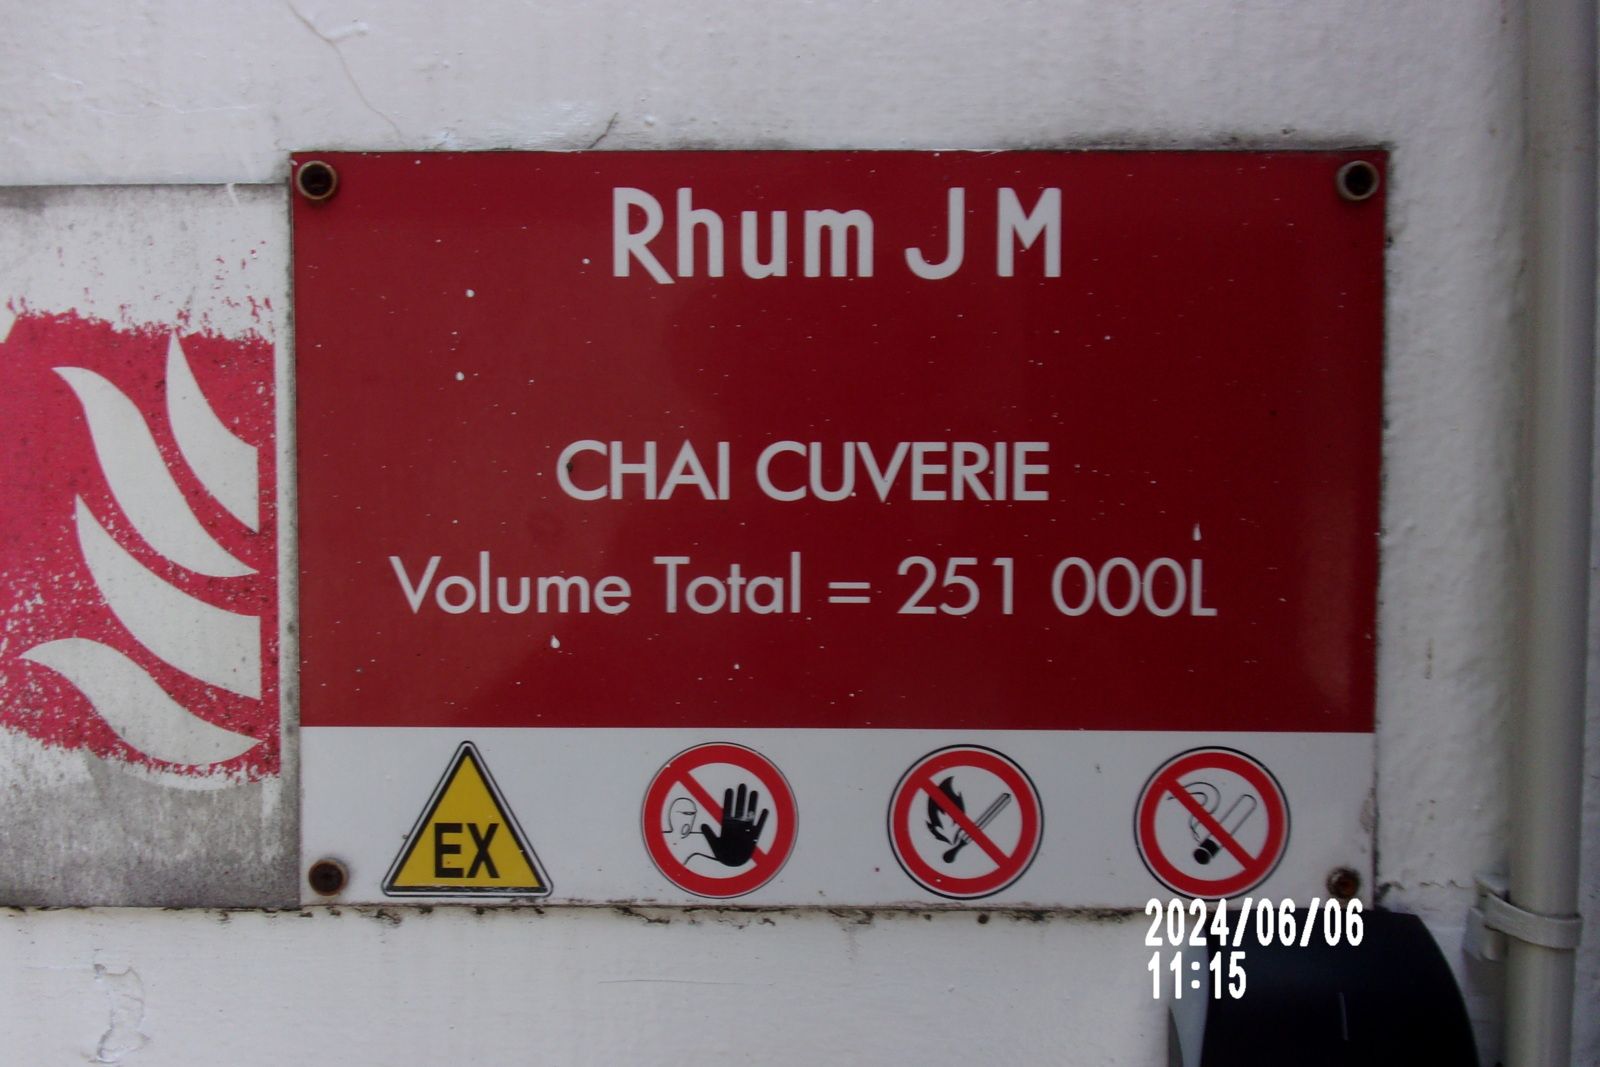 Rhum J M
CHAI CUVERIE
Volume Total = 251 000L
EX
2024/06/06
11:15